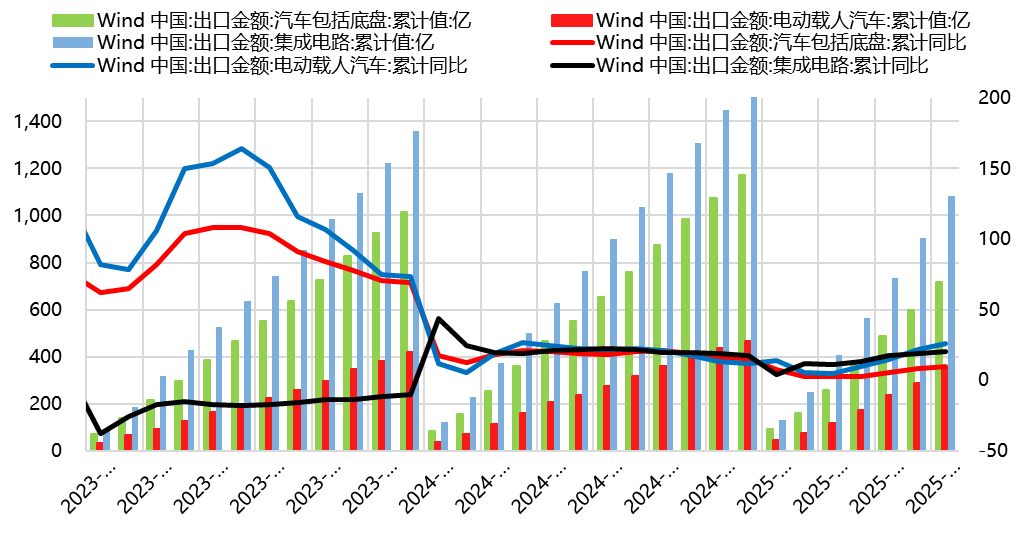 Wind 中国:出口金额:汽车包括底盘:累计值:亿 Wind 中国:出口金额:电动载人汽车:累计值:亿
Wind 中国:出口金额:集成电路:累计值:亿 Wind 中国:出口金额:汽车包括底盘:累计同比
Wind 中国:出口金额:电动载人汽车:累计同比 Wind 中国:出口金额:集成电路:累计同比
200
1,400
1,200 150
1,000 100
800
600 50
400 0
200
0 -50
2023-... 2023-... 2023-... 2023-... 2023-... 2023-... 2024-... 2024-... 2024-... 2024-... 2024-... 2024-... 2025-... 2025-... 2025-... 2025-...